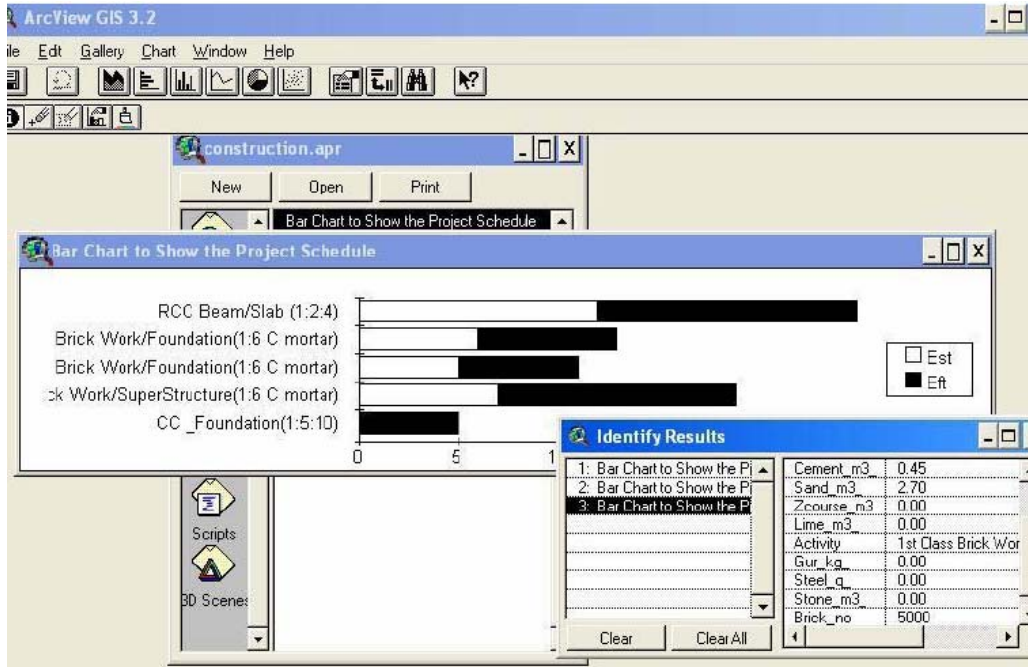 ArcView GIS 3.2
ile Edit Gallery Chart Window Help
construction.apr
New Open Print
Bar Chart to Show the Project Schedule
Bar Chart to Show the Project Schedule
RCC Beam/Slab (1:2:4)
Brick Work/Foundation(1:6 C mortar)
Brick Work/Foundation(1:6 C mortar)
ck Work/SuperStructure(1:6 C mortar)
CC _Foundation(1:5:10)
0 5 1
Est
Eft
Identify Results
1: Bar Chart to Show the P
2: Bar Chart to Show the P
3: Bar Chart to Show the P
Cement_m3_ 0.45
Sand_m3_ 2.70
Zcourse_m3 0.00
Lime_m3_ 0.00
Activity 1st Class Brick Wor
Gur_kg_ 0.00
Steel_q_ 0.00
Stone_m3_ 0.00
Brick_no 5000
Clear Clear All
Scripts
3D Scenes